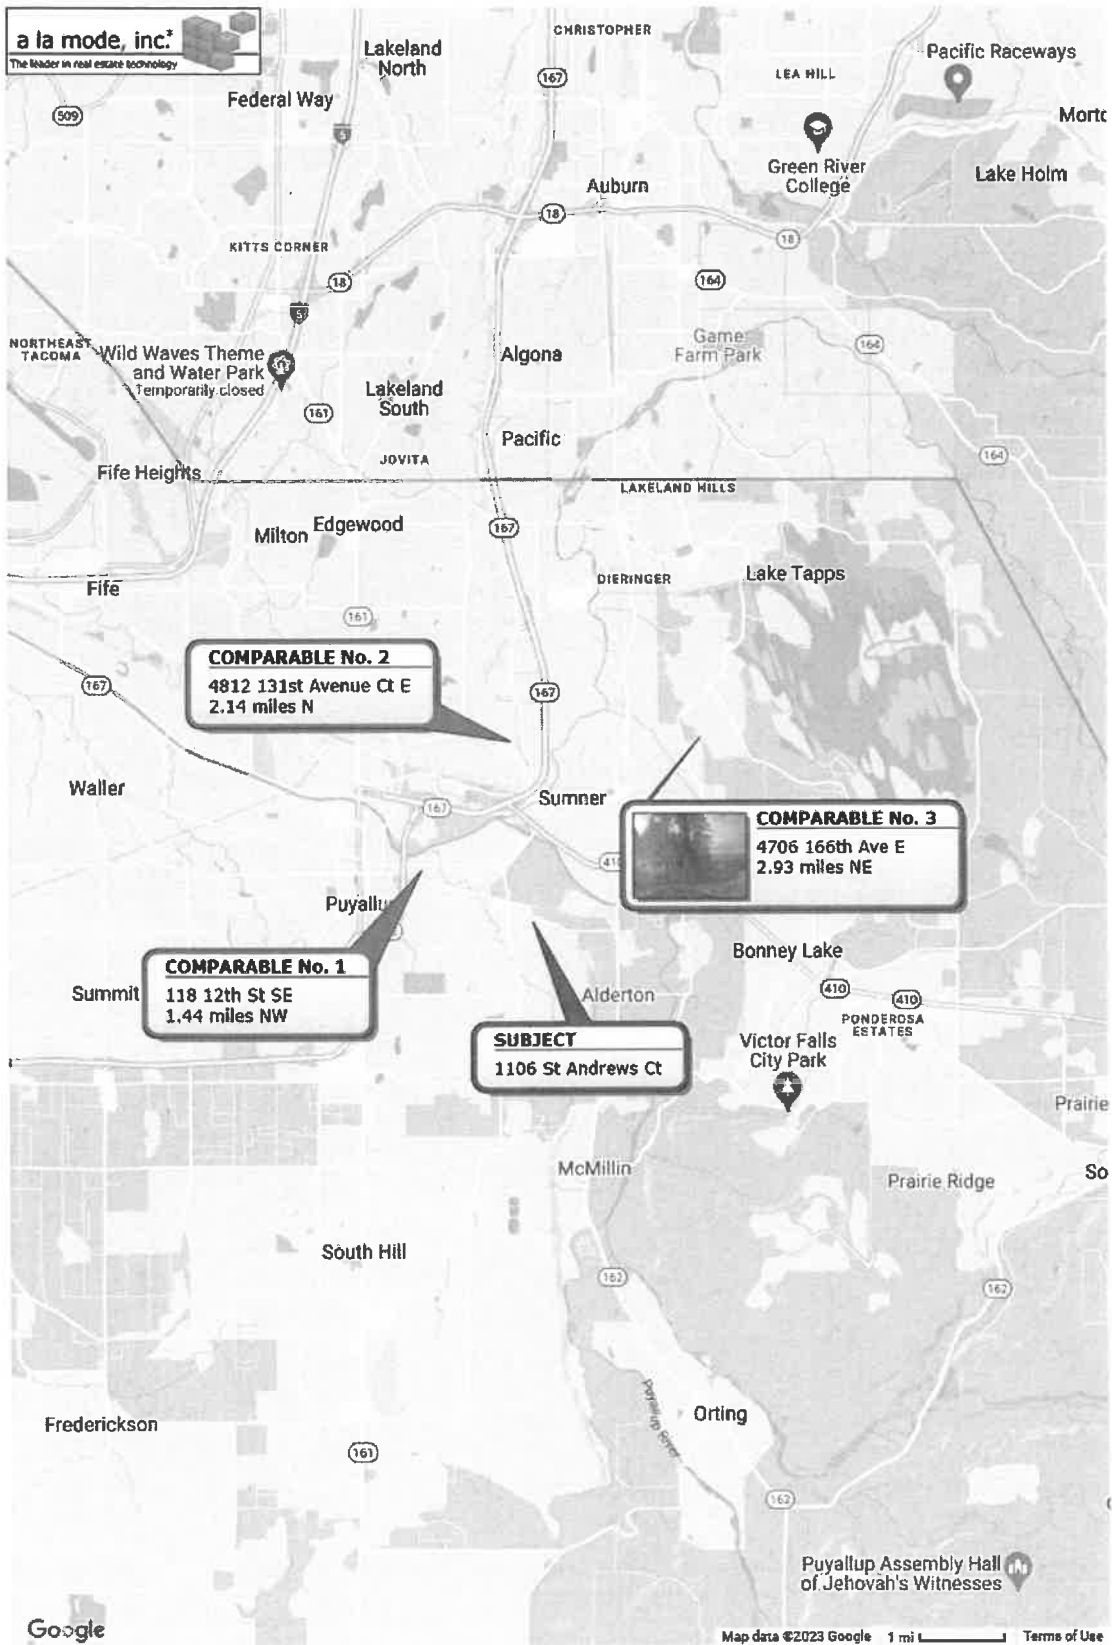 a la mode, inc.*
The leader in real estate technology
CHRISTOPHER
Lakeland
North
167
LEA HILL
Pacific Raceways
Federal Way
509
5
Green River
College
Lake Holm
Auburn
18
18
KITTS CORNER
18
164
5
NORTHEAST
TACOMA
Wild Waves Theme
and Water Park
Temporarily closed
Algona
Game
Farm Park
164
161
Lakeland
South
Pacific
JOVITA
164
Fife Heights
LAKELAND HILLS
Milton
Edgewood
167
DIERINGER
Lake Tapps
Fife
161
COMPARABLE No. 2
4812 131st Avenue Ct E
2.14 miles N
167
167
Waller
Sumner
167
COMPARABLE No. 3
4706 166th Ave E
2.93 miles NE
410
Puyallu
Bonney Lake
COMPARABLE No. 1
118 12th St SE
1.44 miles NW
Summit
Alderton
410
410
PONDEROSA
ESTATES
SUBJECT
1106 St Andrews Ct
Victor Falls
City Park
Prairie
McMillin
Prairie Ridge
So
South Hill
162
162
Puyallup River
Orting
Frederickson
161
162
Puyallup Assembly Hall
of Jehovah's Witnesses
Google
Map data ©2023 Google 1 mi Terms of Use